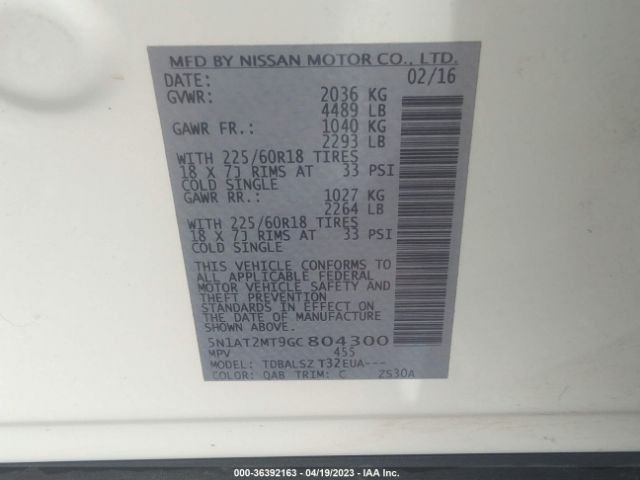 MFD BY NISSAN MOTOR CO., LTD.
DATE: 02/16
GVWR: 2036 KG
4489 LB
GAWR FR.: 1040 KG
2293 LB
WITH 225/60R18 TIRES
18 X 7J RIMS AT 33 PSI
COLD SINGLE
GAWR RR.: 1027 KG
2264 LB
WITH 225/60R18 TIRES
18 X 7J RIMS AT 33 PSI
COLD SINGLE
THIS VEHICLE CONFORMS TO
ALL APPLICABLE FEDERAL
MOTOR VEHICLE SAFETY AND
THEFT PREVENTION
STANDARDS IN EFFECT ON
THE DATE OF MANUFACTURE
SHOWN ABOVE.
5N1AT2MT9GC 804300
MPV 455
MODEL: TDBALSZ T32EUA---
COLOR: QAB TRIM: C ZS30A
000-36392163 - 04/19/2023 - IAA Inc.